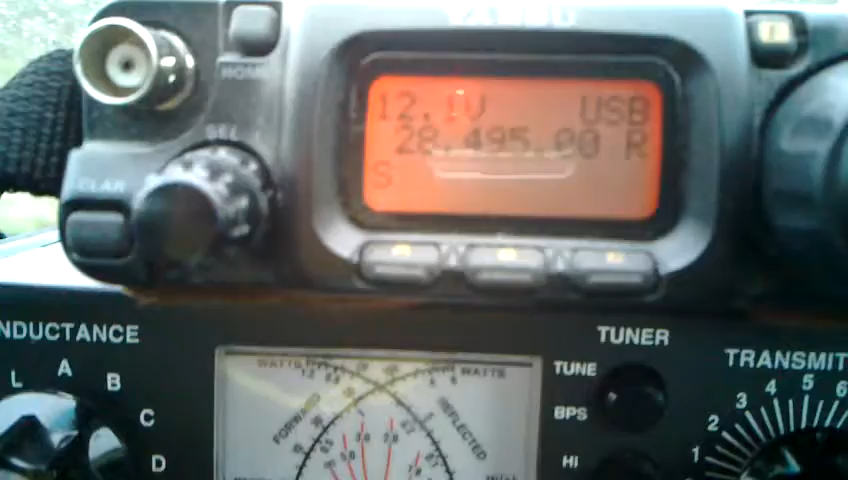 HOME
12.1V USB
28.495.00 R
S
SEL
CLAR
NDUCTANCE
L A B C D
WATTS
WATTS
FORWARD
REFLECTED
TUNER
TUNE
BPS
HI
TRANSMIT
1 2 3 4 5 6